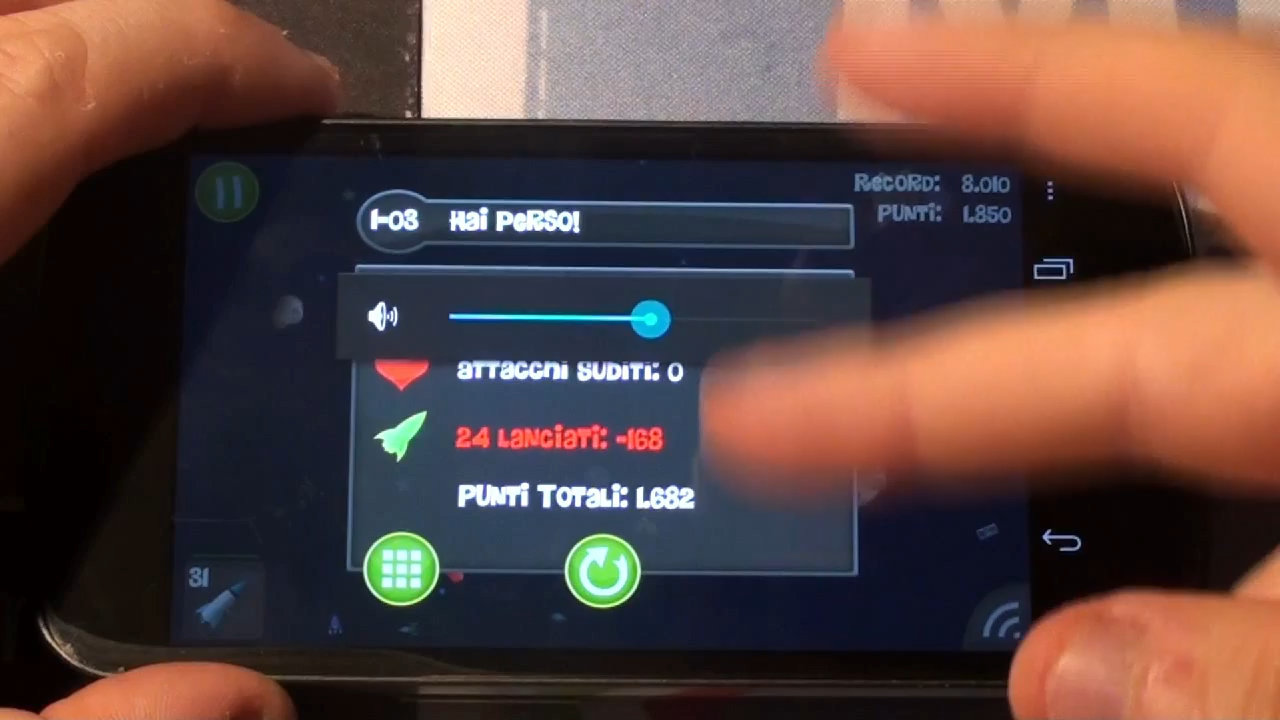 RECORD: 8.010
PUNTI: 1.850
1-03 Hai PERSO!
ATTACCHI SUBITI: 0
24 LANCIATI: -168
PUNTI TOTALI: 1.682
31